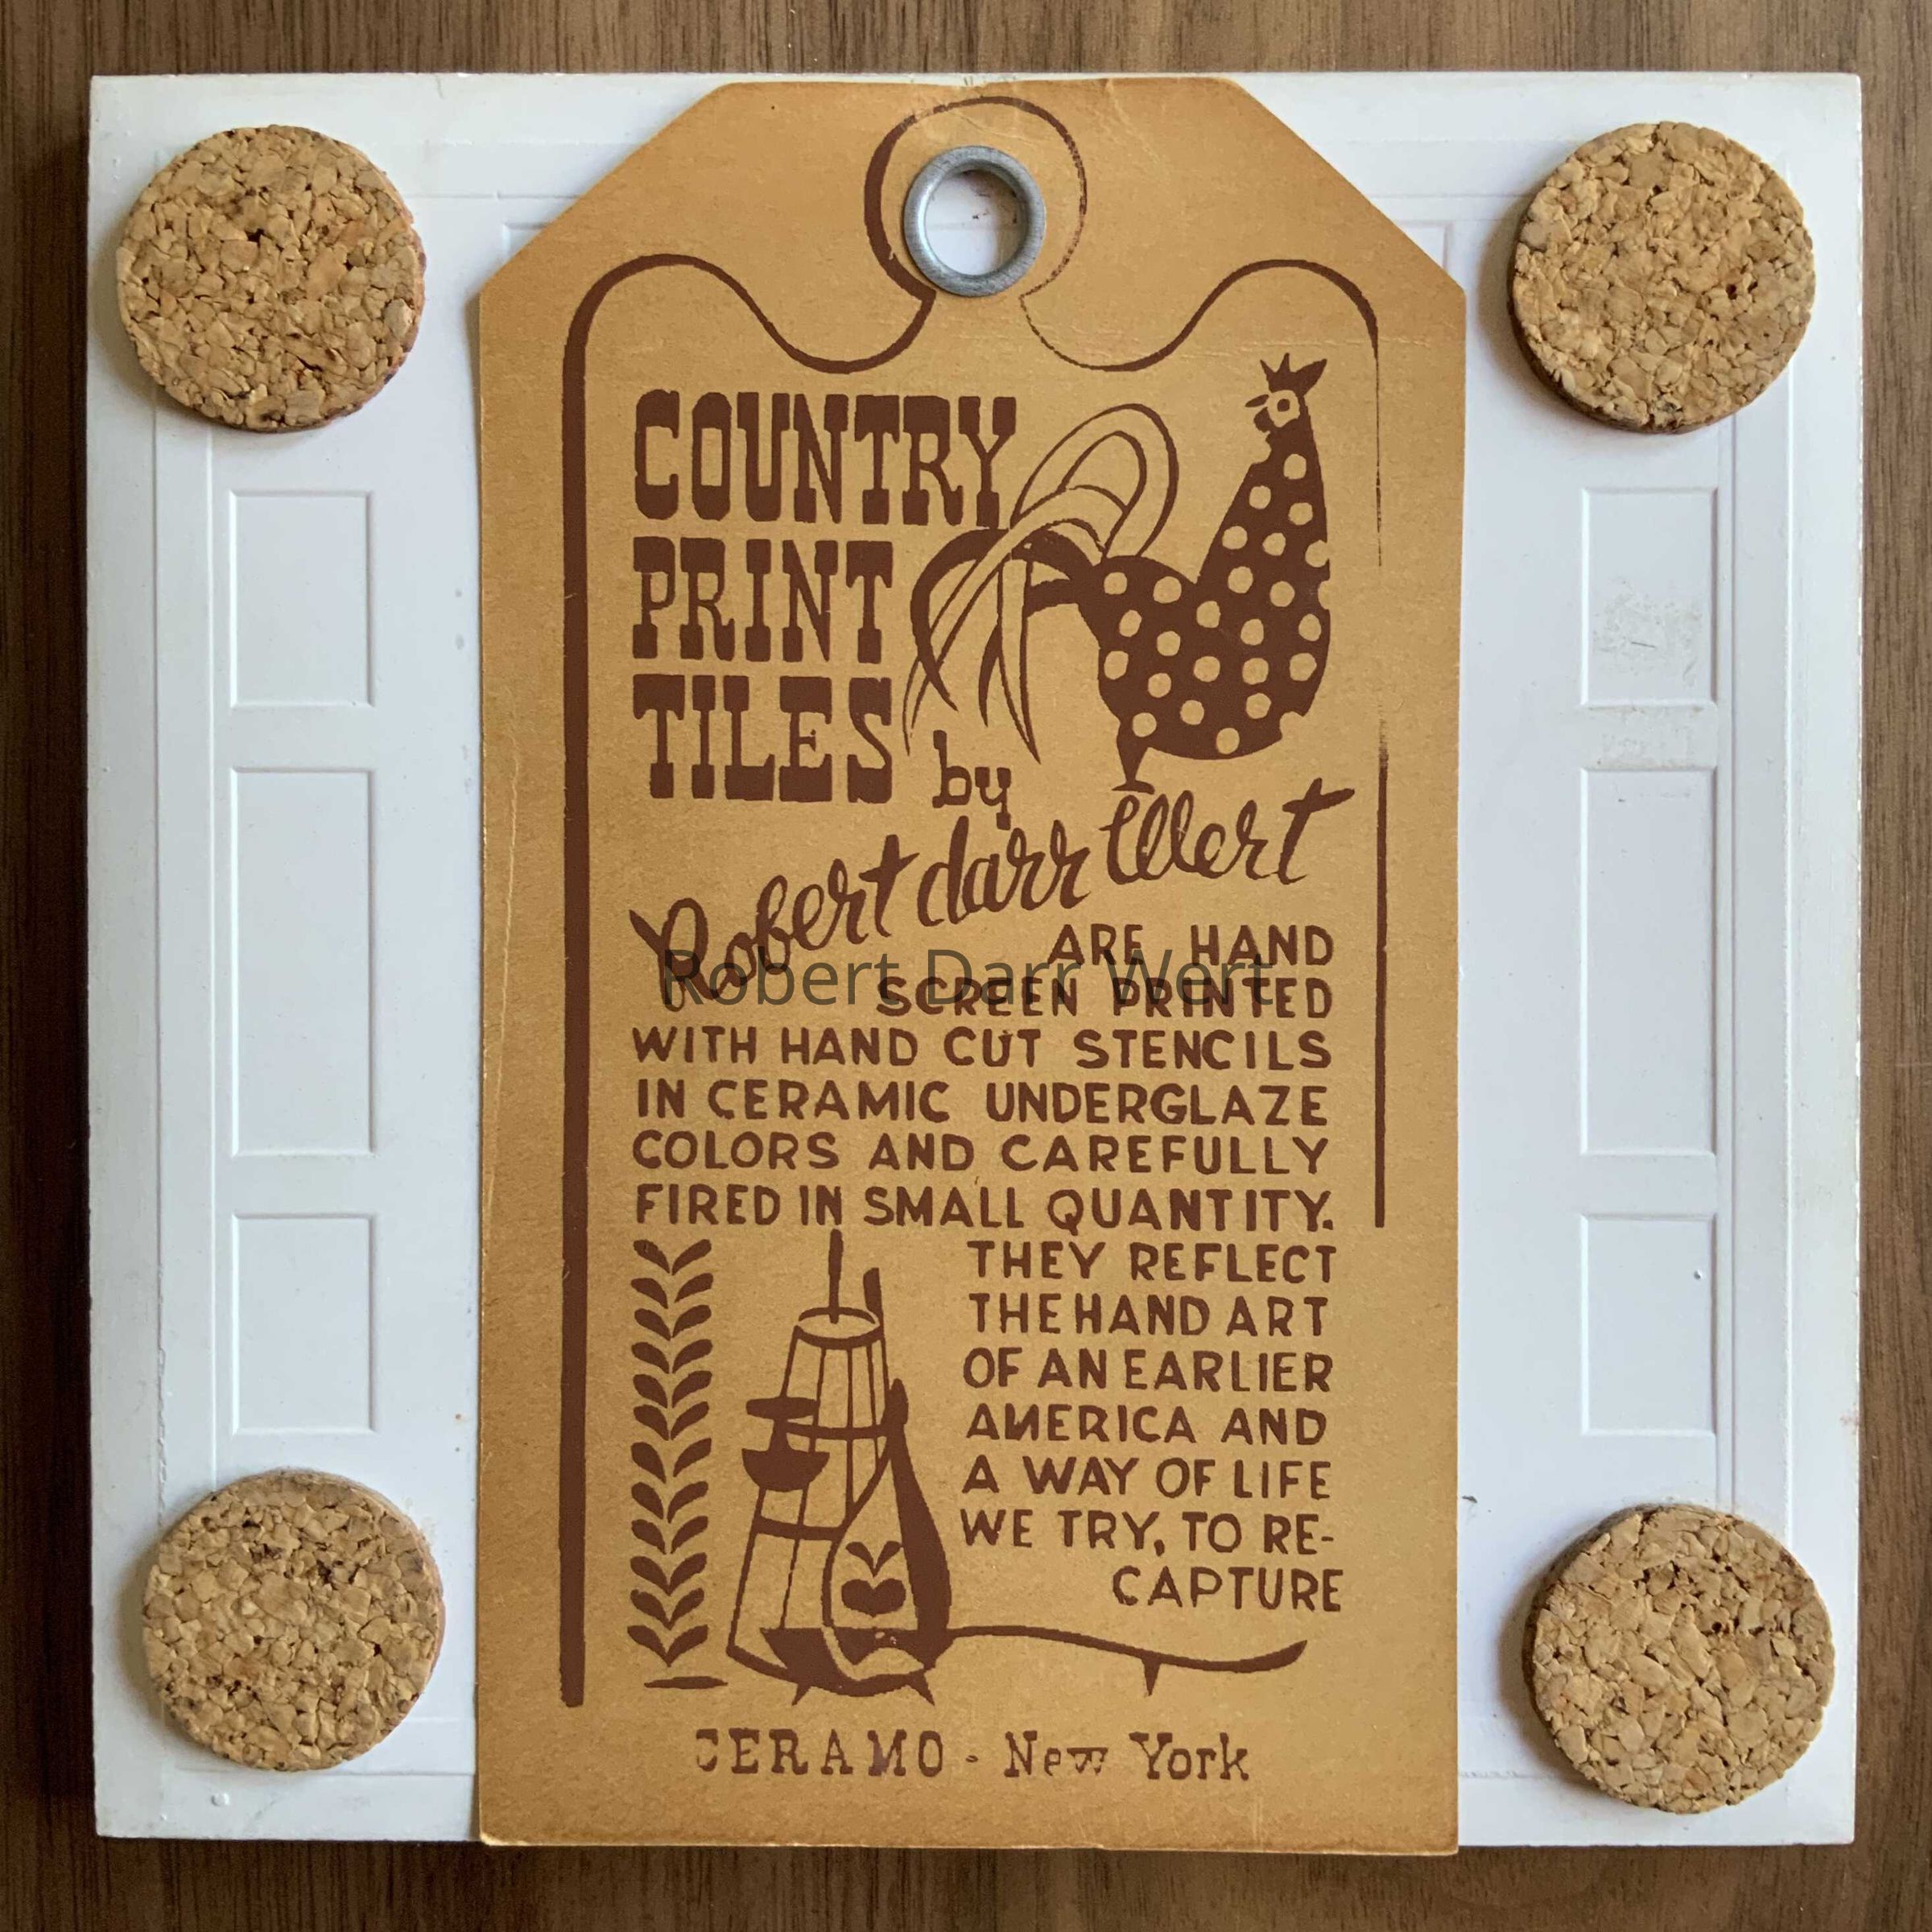 COUNTRY
PRINT
TILES
by
Robert darr Wert
ARE HAND
SCREEN PRINTED
WITH HAND CUT STENCILS
IN CERAMIC UNDERGLAZE
COLORS AND CAREFULLY
FIRED IN SMALL QUANTITY.
THEY REFLECT
THE HAND ART
OF AN EARLIER
AMERICA AND
A WAY OF LIFE
WE TRY, TO RE-
CAPTURE
CERAMO - New York
Robert Darr Wert